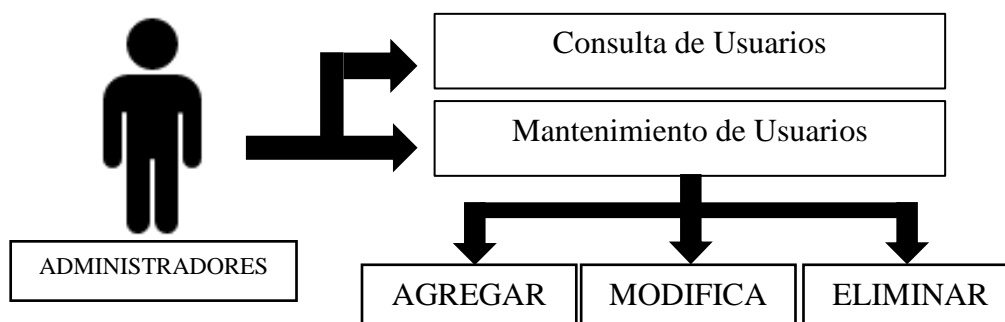 Consulta de Usuarios
Mantenimiento de Usuarios
ADMINISTRADORES
AGREGAR
MODIFICA
ELIMINAR